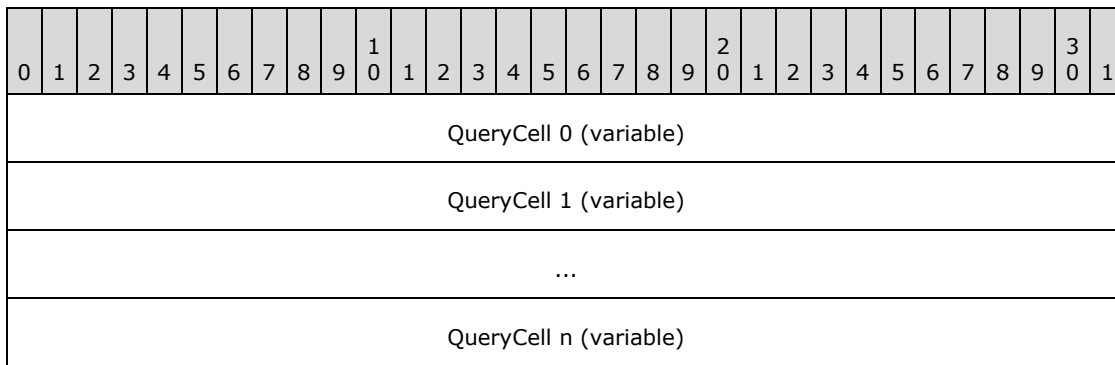 0 1 2 3 4 5 6 7 8 9 1 0 1 2 3 4 5 6 7 8 9 2 0 1 2 3 4 5 6 7 8 9 3 0 1
QueryCell 0 (variable)
QueryCell 1 (variable)
...
QueryCell n (variable)